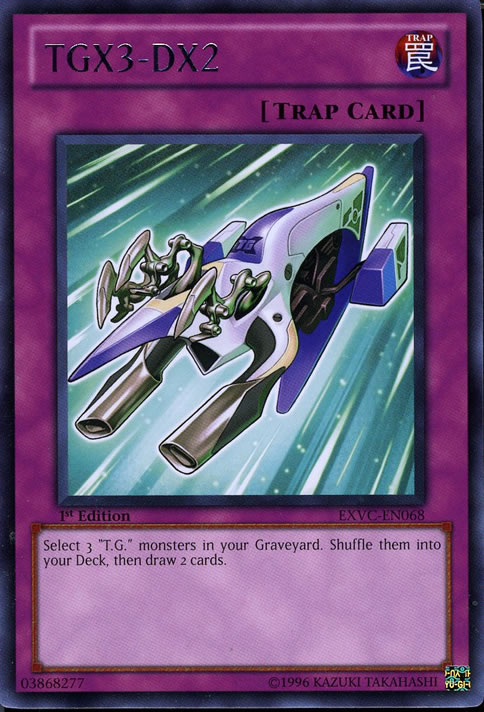 TGX3-DX2
TRAP
罠
[TRAP CARD]
1st Edition
EXVC-EN068
Select 3 "T.G." monsters in your Graveyard. Shuffle them into
your Deck, then draw 2 cards.
03868277
©1996 KAZUKI TAKAHASHI